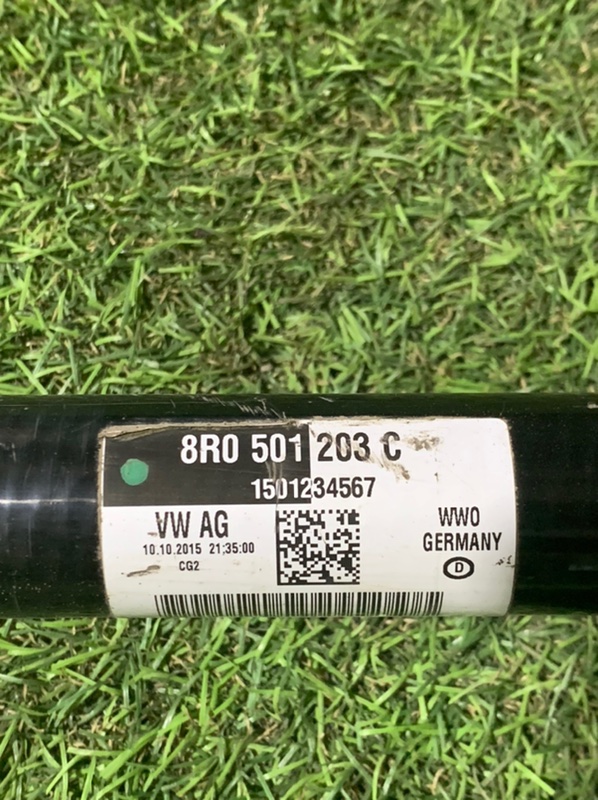 8R0 501 203 C
1501234567
VW AG
10.10.2015 21:35:00
CG2
WWO
GERMANY
D